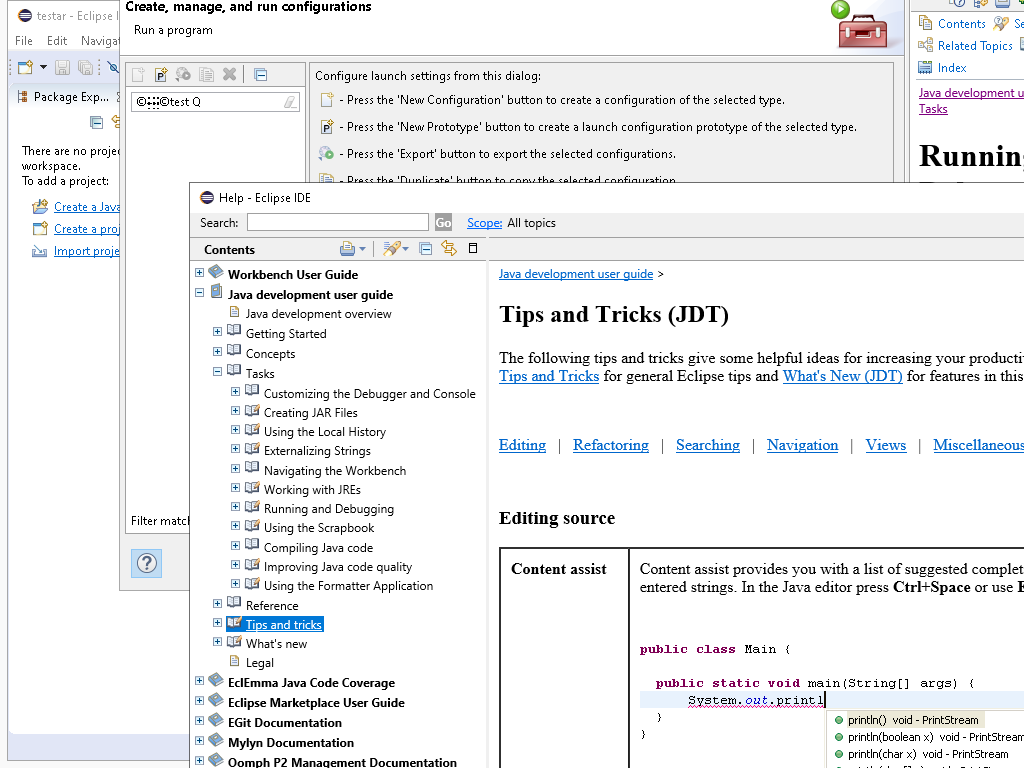 testar - Eclipse I
File Edit Navigat
Package Exp...
There are no projec
workspace.
To add a project:
Create a Java
Create a proj
Import proje
Create, manage, and run configurations
Run a program
test Q
Filter match
Configure launch settings from this dialog:
- Press the 'New Configuration' button to create a configuration of the selected type.
- Press the 'New Prototype' button to create a launch configuration prototype of the selected type.
- Press the 'Export' button to export the selected configurations.
- Press the 'Duplicate' button to copy the selected configuration.
Contents Se
Related Topics
Index
Java development u
Tasks
Running
Help - Eclipse IDE
Search: Go Scope: All topics
Contents
Workbench User Guide
Java development user guide
Java development overview
Getting Started
Concepts
Tasks
Customizing the Debugger and Console
Creating JAR Files
Using the Local History
Externalizing Strings
Navigating the Workbench
Working with JREs
Running and Debugging
Using the Scrapbook
Compiling Java code
Improving Java code quality
Using the Formatter Application
Reference
Tips and tricks
What's new
Legal
EclEmma Java Code Coverage
Eclipse Marketplace User Guide
EGit Documentation
Mylyn Documentation
Oomph P2 Management Documentation
Java development user guide >
Tips and Tricks (JDT)
The following tips and tricks give some helpful ideas for increasing your productiv
Tips and Tricks for general Eclipse tips and What's New (JDT) for features in this
Editing | Refactoring | Searching | Navigation | Views | Miscellaneous
Editing source
Content assist
Content assist provides you with a list of suggested complet
entered strings. In the Java editor press Ctrl+Space or use E
public class Main {
public static void main(String[] args) {
System.out.printl
}
}
println() void - PrintStream
println(boolean x) void - PrintStream
println(char x) void - PrintStream